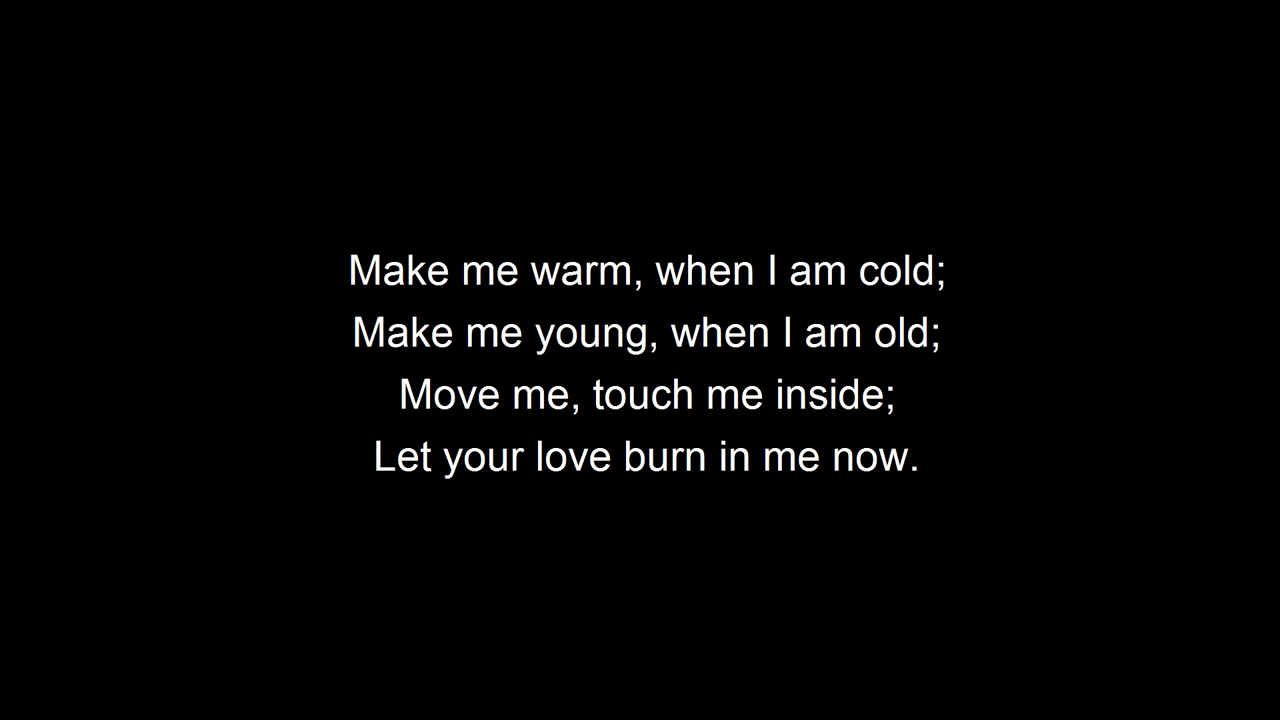 Make me warm, when I am cold;
Make me young, when I am old;
Move me, touch me inside;
Let your love burn in me now.